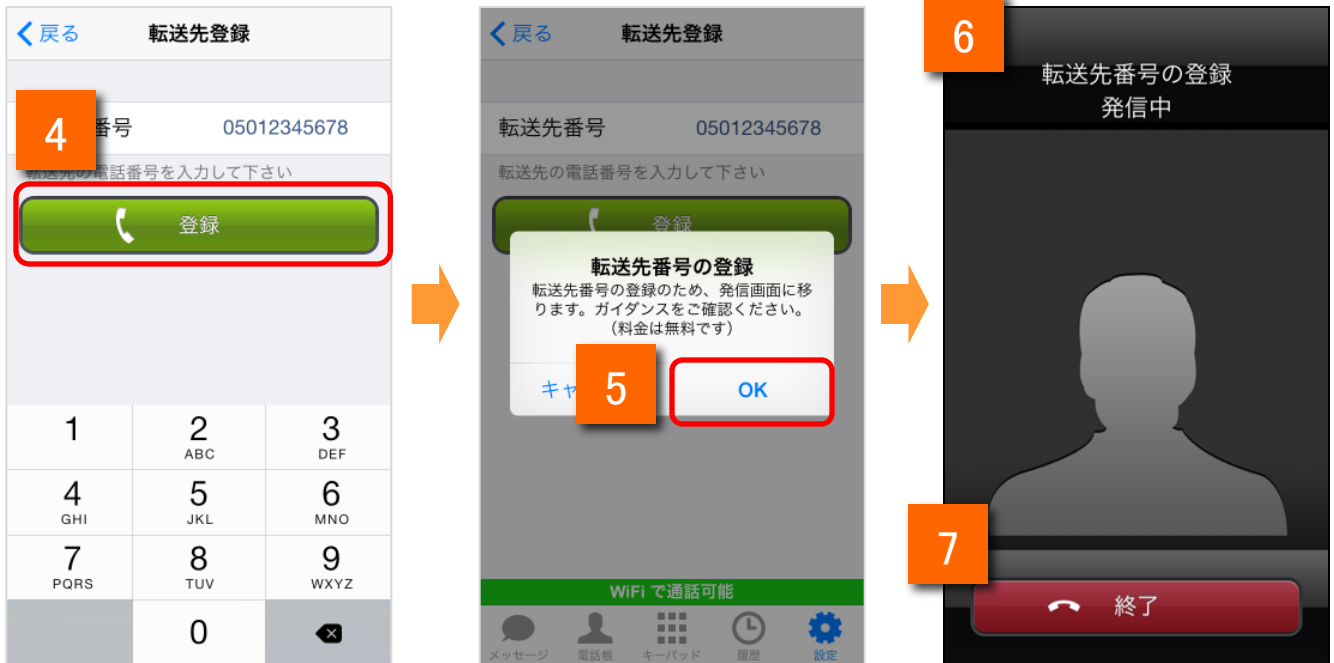 戻る 転送先登録
4
番号 05012345678
転送先の電話番号を入力して下さい
登録
1
2
ABC
3
DEF
4
GHI
5
JKL
6
MNO
7
PQRS
8
TUV
9
WXYZ
0
戻る 転送先登録
転送先番号 05012345678
転送先の電話番号を入力して下さい
登録
転送先番号の登録
転送先番号の登録のため、発信画面に移
ります。ガイダンスをご確認ください。
（料金は無料です）
キャ
5
OK
WiFi で通話可能
メッセージ 電話帳 キーパッド 履歴 設定
6
転送先番号の登録
発信中
7
終了